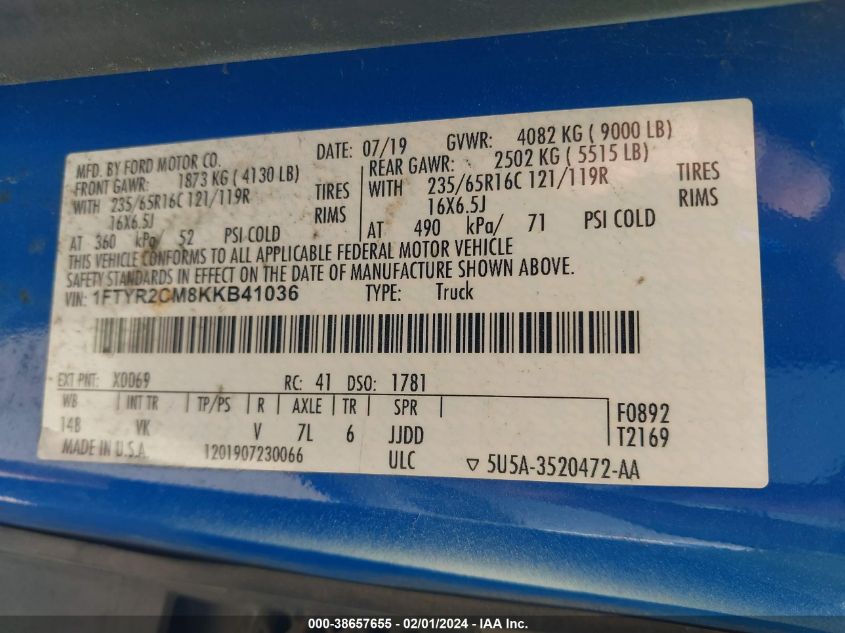 MFD. BY FORD MOTOR CO.
DATE: 07/19 GVWR: 4082 KG ( 9000 LB)
FRONT GAWR: 1873 KG ( 4130 LB)
REAR GAWR: 2502 KG ( 5515 LB)
WITH 235/65R16C 121/119R TIRES
WITH 235/65R16C 121/119R TIRES
16X6.5J RIMS
16X6.5J RIMS
AT 360 kPa/ 52 PSI COLD
AT 490 kPa/ 71 PSI COLD
THIS VEHICLE CONFORMS TO ALL APPLICABLE FEDERAL MOTOR VEHICLE
SAFETY STANDARDS IN EFFECT ON THE DATE OF MANUFACTURE SHOWN ABOVE.
VIN: 1FTYR2CM8KKB41036 TYPE: Truck
EXT PNT: X0069 RC: 41 DSO: 1781
WB INT TR TP/PS R AXLE TR SPR F0892
148 VK V 7L 6 JJDD T2169
MADE IN U.S.A. 1201907230066 ULC ▽ 5U5A-3520472-AA
000-38657655 - 02/01/2024 - IAA Inc.